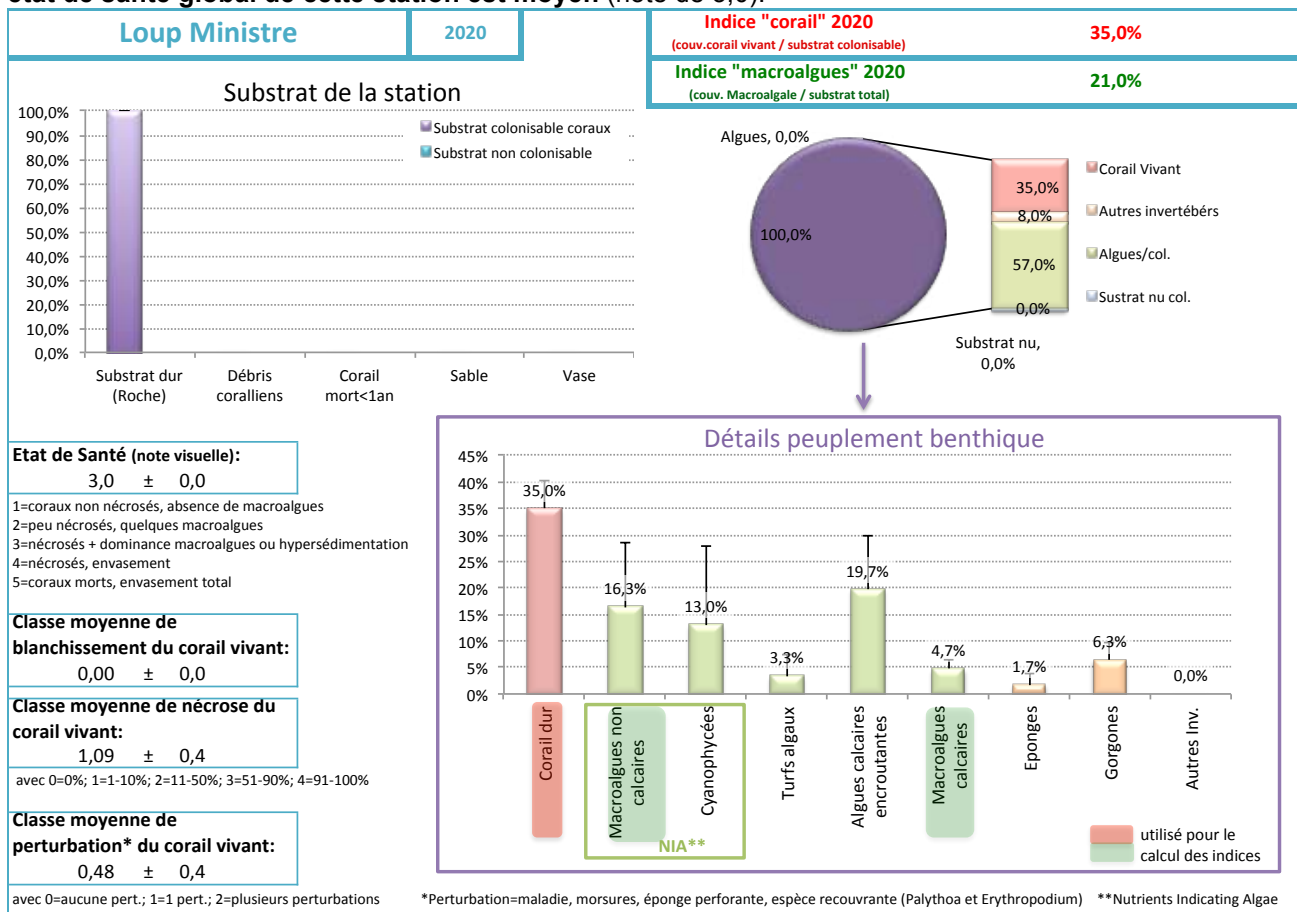 état de santé global de cette station est moyen (note de 3,0).
Loup Ministre
2020
Indice "corail" 2020
(couv.corail vivant / substrat colonisable)
35,0%
Indice "macroalgues" 2020
(couv. Macroalgale / substrat total)
21,0%
Substrat de la station
100,0%
90,0%
80,0%
70,0%
60,0%
50,0%
40,0%
30,0%
20,0%
10,0%
0,0%
Substrat colonisable coraux
Substrat non colonisable
Substrat dur
(Roche)
Débris
coralliens
Corail
mort<1an
Sable
Vase
Algues, 0,0%
100,0%
35,0%
8,0%
57,0%
0,0%
Substrat nu,
0,0%
Corail Vivant
Autres invertébérs
Algues/col.
Sustrat nu col.
Etat de Santé (note visuelle):
3,0 ± 0,0
1=coraux non nécrosés, absence de macroalgues
2=peu nécrosés, quelques macroalgues
3=nécrosés + dominance macroalgues ou hypersédimentation
4=nécrosés, envasement
5=coraux morts, envasement total
Classe moyenne de
blanchissement du corail vivant:
0,00 ± 0,0
Classe moyenne de nécrose du
corail vivant:
1,09 ± 0,4
avec 0=0%; 1=1-10%; 2=11-50%; 3=51-90%; 4=91-100%
Classe moyenne de
perturbation* du corail vivant:
0,48 ± 0,4
avec 0=aucune pert.; 1=1 pert.; 2=plusieurs perturbations
Détails peuplement benthique
45%
40%
35%
30%
25%
20%
15%
10%
5%
0%
35,0%
16,3%
13,0%
3,3%
19,7%
4,7%
1,7%
6,3%
0,0%
Corail dur
Macroalgues non
calcaires
Cyanophycées
Turfs algaux
Algues calcaires
encroutantes
Macroalgues
calcaires
Eponges
Gorgones
Autres Inv.
NIA**
utilisé pour le
calcul des indices
*Perturbation=maladie, morsures, éponge perforante, espèce recouvrante (Palythoa et Erythropodium) **Nutrients Indicating Algae